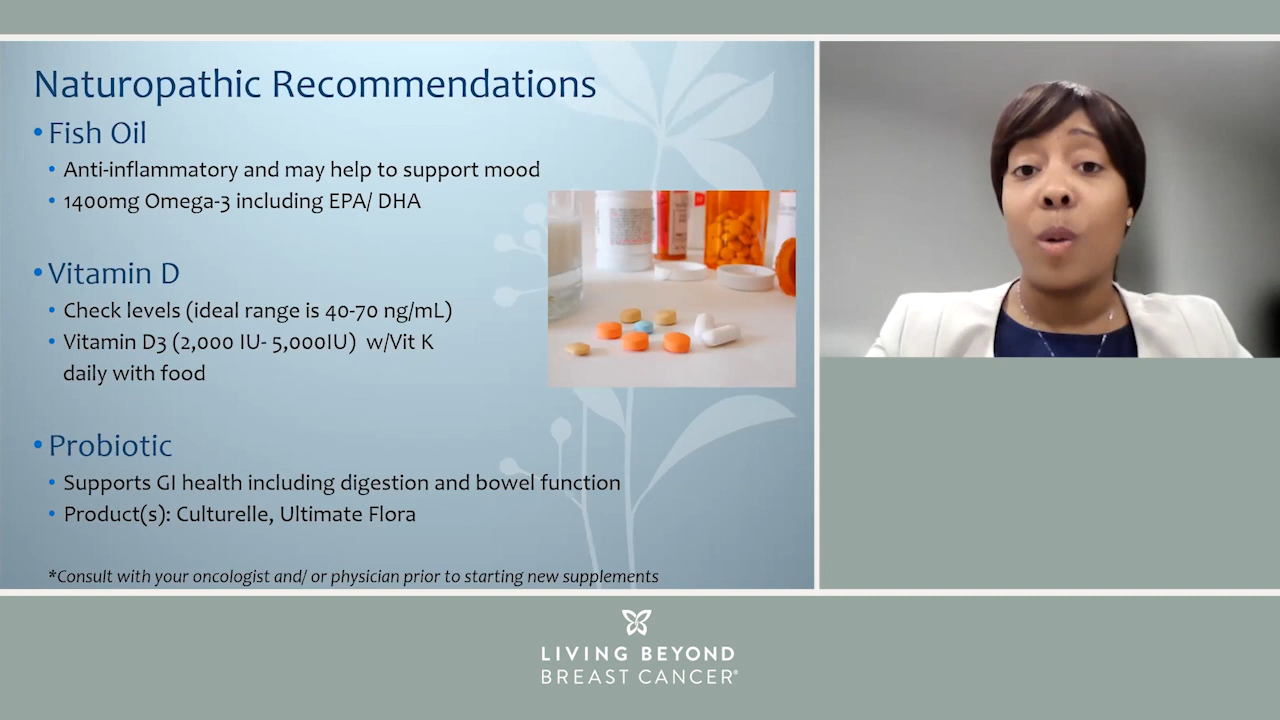 Naturopathic Recommendations
• Fish Oil
• Anti-inflammatory and may help to support mood
• 1400mg Omega-3 including EPA/ DHA
• Vitamin D
• Check levels (ideal range is 40-70 ng/mL)
• Vitamin D3 (2,000 IU- 5,000IU) w/Vit K
daily with food
• Probiotic
• Supports GI health including digestion and bowel function
• Product(s): Culturelle, Ultimate Flora
*Consult with your oncologist and/ or physician prior to starting new supplements
LIVING BEYOND
BREAST CANCER®